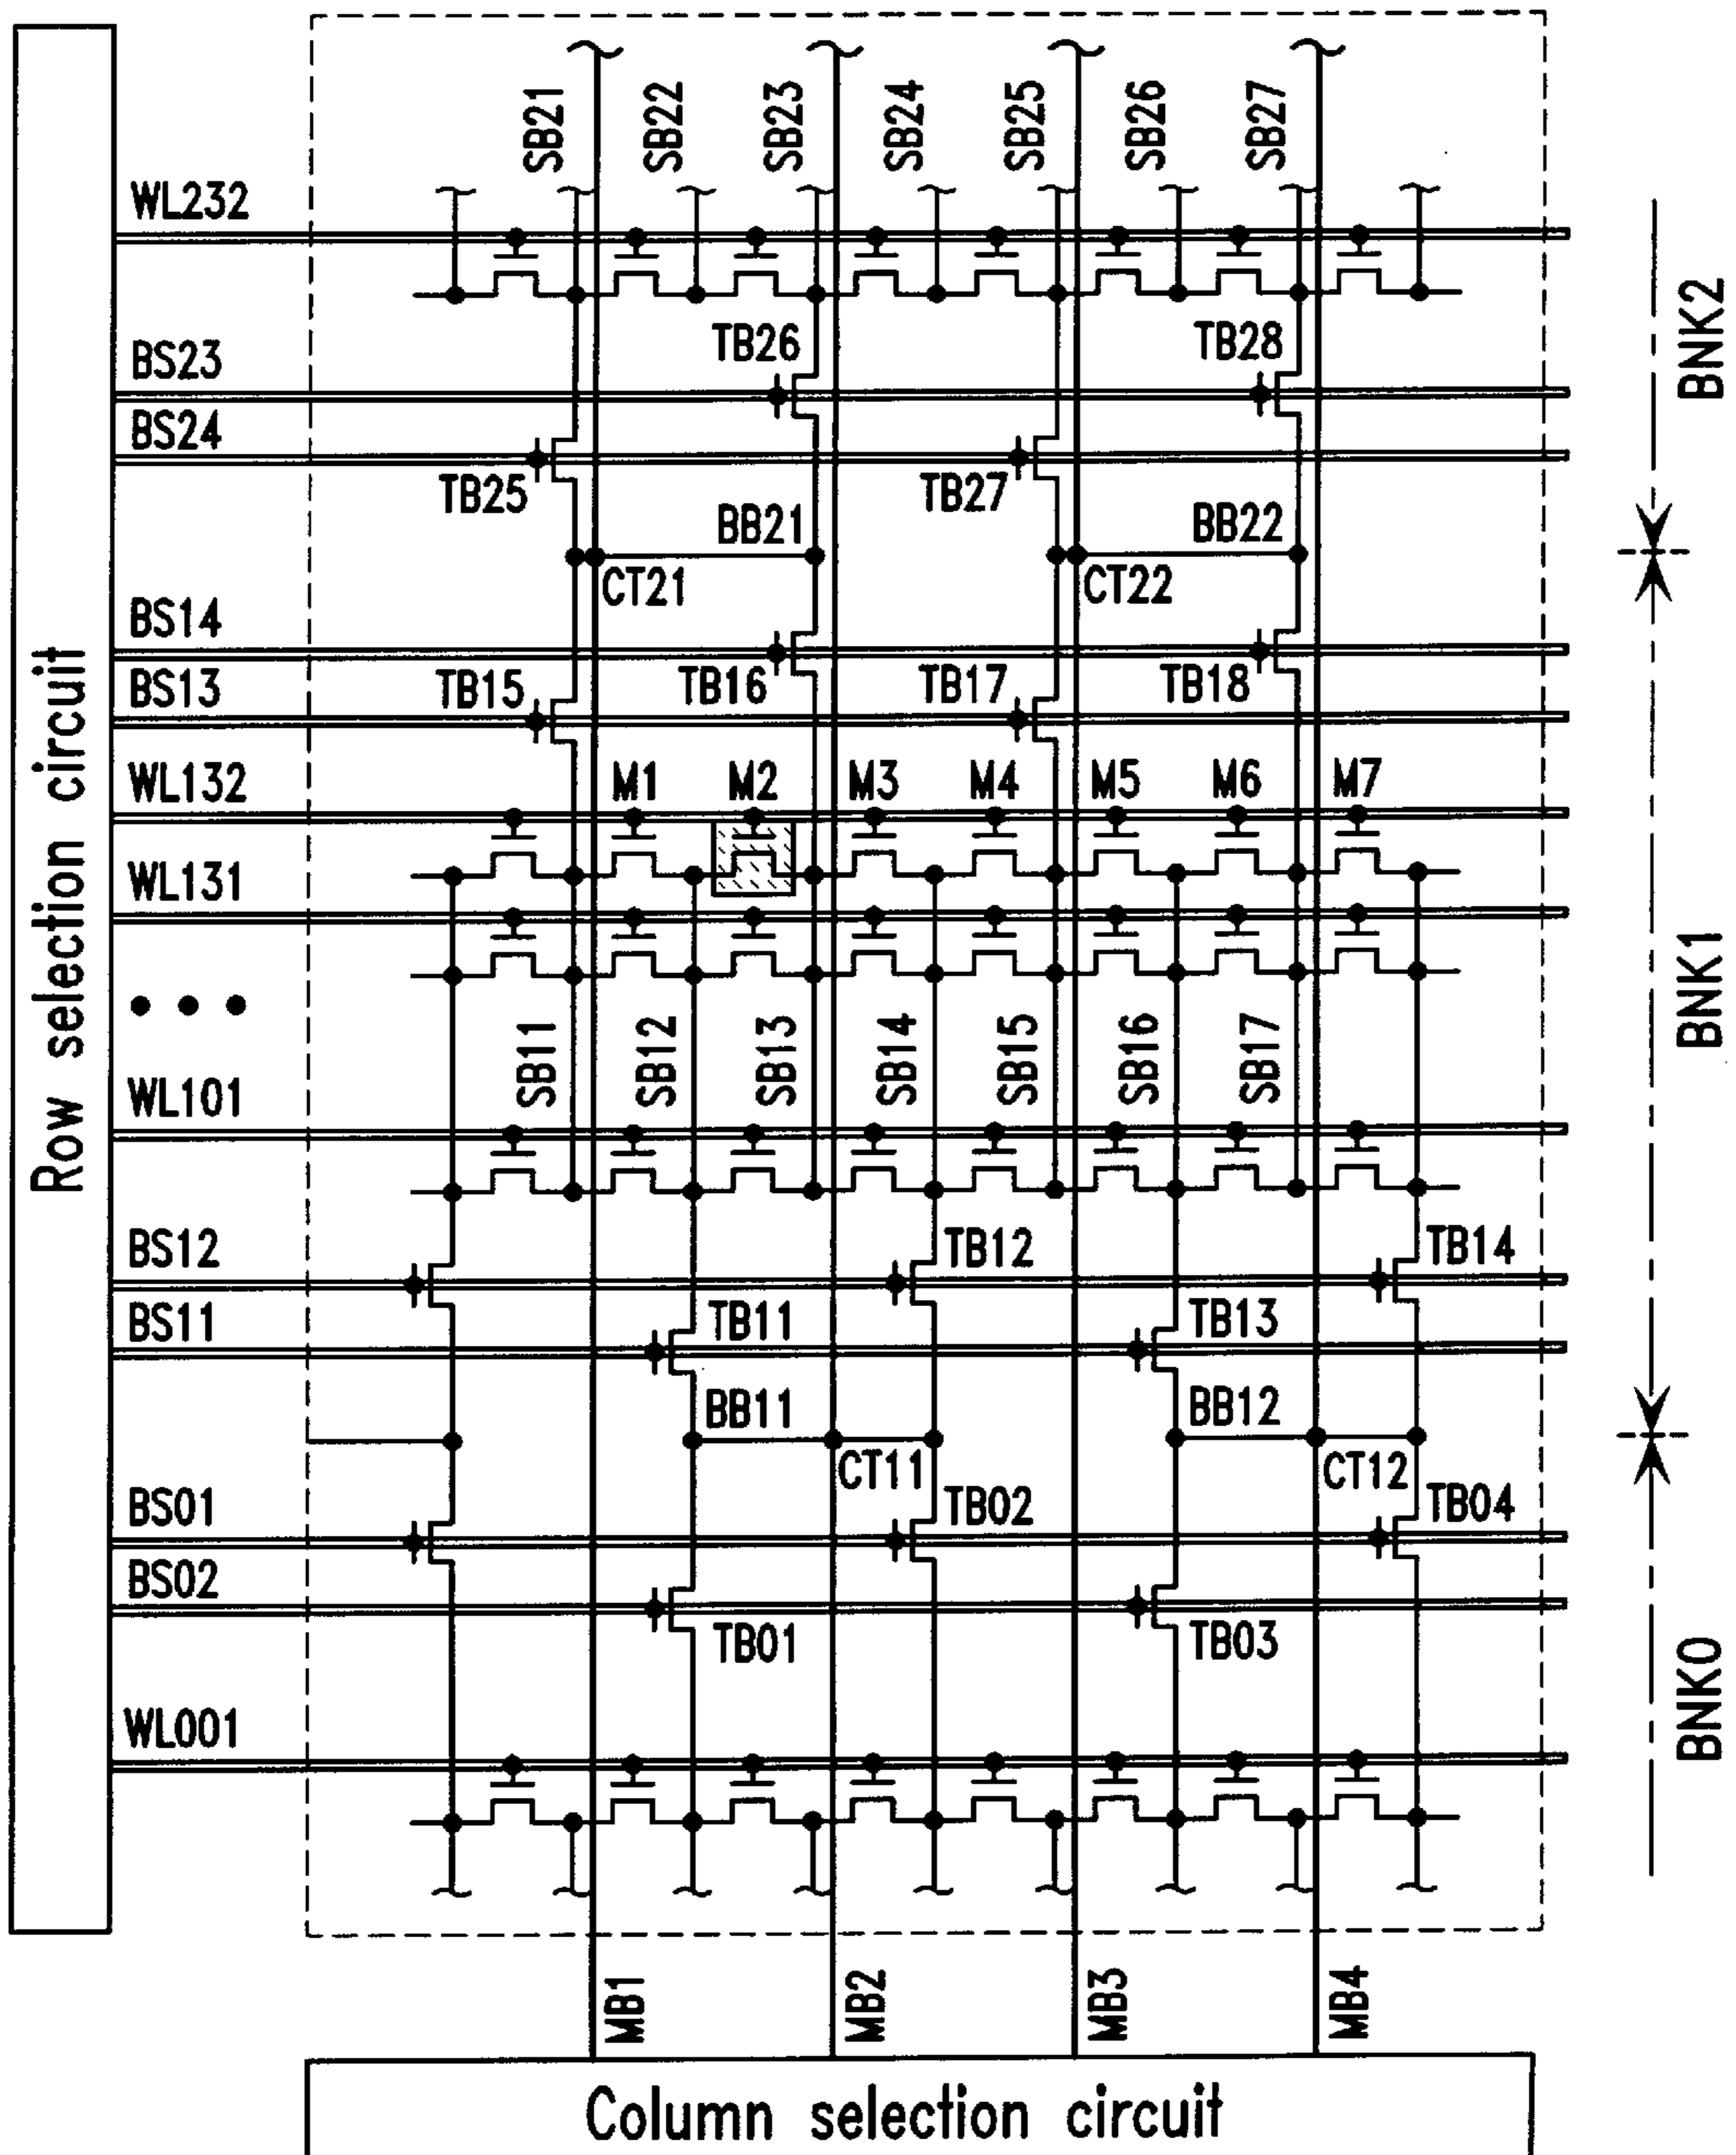 SB21
SB22
SB23
SB24
SB25
SB26
SB27
WL232
TB26
TB28
BS23
BS24
TB25
TB27
BNK2
BB21
BB22
CT21
CT22
BS14
BS13
TB15
TB16
TB17
TB18
Row selection circuit
WL132
M1
M2
M3
M4
M5
M6
M7
WL131
• • •
SB11
SB12
SB13
SB14
SB15
SB16
SB17
BNK1
WL101
BS12
TB12
TB14
BS11
TB11
TB13
BB11
BB12
CT11
CT12
BS01
TB02
TB04
BS02
TB01
TB03
BNK0
WL001
MB1
MB2
MB3
MB4
Column selection circuit